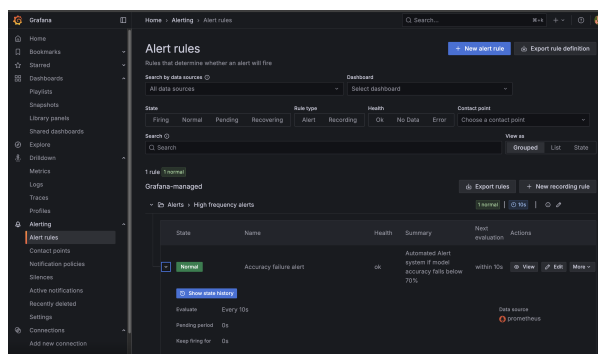 Grafana
Home › Alerting › Alert rules
Search...
⌘+k
Home
Bookmarks
Starred
Dashboards
Playlists
Snapshots
Library panels
Shared dashboards
Explore
Drilldown
Metrics
Logs
Traces
Profiles
Alerting
Alert rules
Contact points
Notification policies
Silences
Active notifications
Recently deleted
Settings
Connections
Add new connection
Alert rules
Rules that determine whether an alert will fire
+ New alert rule
Export rule definition
Search by data sources
Dashboard
All data sources
Select dashboard
State
Rule type
Health
Contact point
Firing Normal Pending Recovering
Alert Recording
Ok No Data Error
Choose a contact point
Search
View as
Search
Grouped List State
1 rule 1 normal
Grafana-managed
Export rules
+ New recording rule
Alerts › High frequency alerts
1 normal | 10s |
State Name Health Summary Next evaluation Actions
Normal
Accuracy failure alert
ok
Automated Alert
system if model
accuracy falls below
70%
within 10s
View
Edit
More
Show state history
Evaluate Every 10s
Data source
prometheus
Pending period 0s
Keep firing for 0s